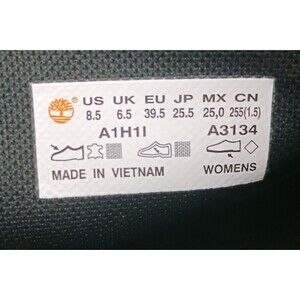 US UK EU JP MX CN
8.5 6.5 39.5 25.5 25,0 255(1.5)
A1H1I A3134
MADE IN VIETNAM WOMENS